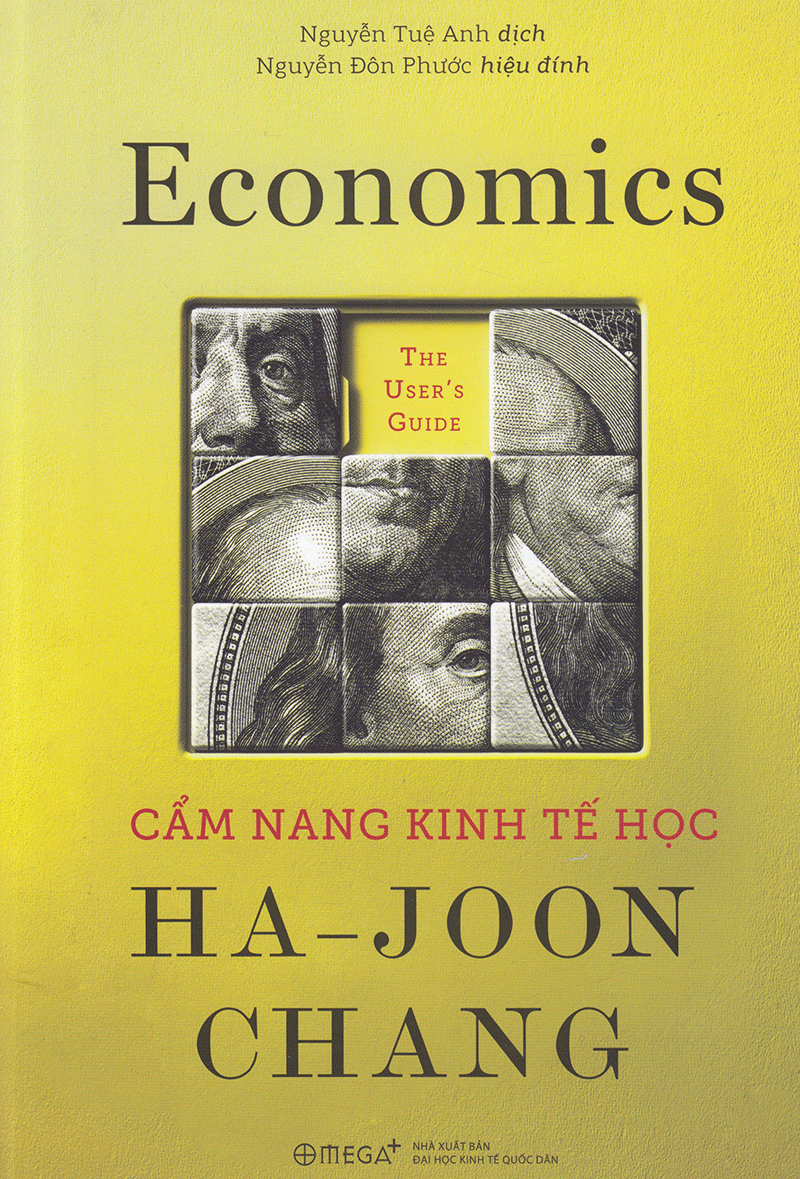 Nguyễn Tuệ Anh dịch
Nguyễn Đôn Phước hiệu đính
Economics
THE
USER'S
GUIDE
CẨM NANG KINH TẾ HỌC
HA–JOON
CHANG
OMEGA+
NHÀ XUẤT BẢN
ĐẠI HỌC KINH TẾ QUỐC DÂN